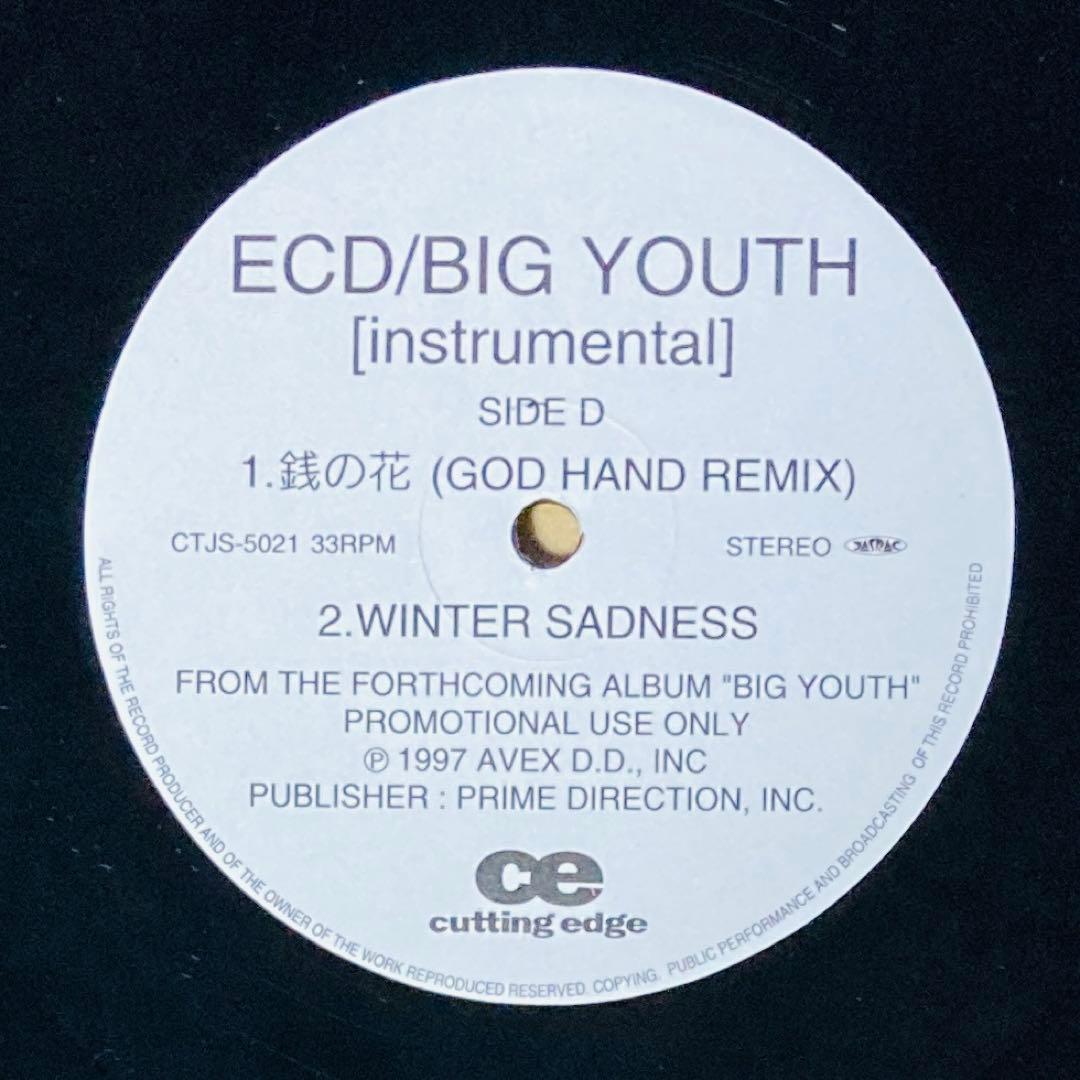 ECD/BIG YOUTH
[instrumental]
SIDE D
1.銭の花 (GOD HAND REMIX)
CTJS-5021 33RPM
STEREO JASRAC
2.WINTER SADNESS
FROM THE FORTHCOMING ALBUM "BIG YOUTH"
PROMOTIONAL USE ONLY
℗ 1997 AVEX D.D., INC
PUBLISHER : PRIME DIRECTION, INC.
ce
cutting edge
ALL RIGHTS OF THE RECORD PRODUCER AND OF THE OWNER OF THE WORK REPRODUCED RESERVED. COPYING. PUBLIC PERFORMANCE AND BROADCASTING OF THIS RECORD PROHIBITED